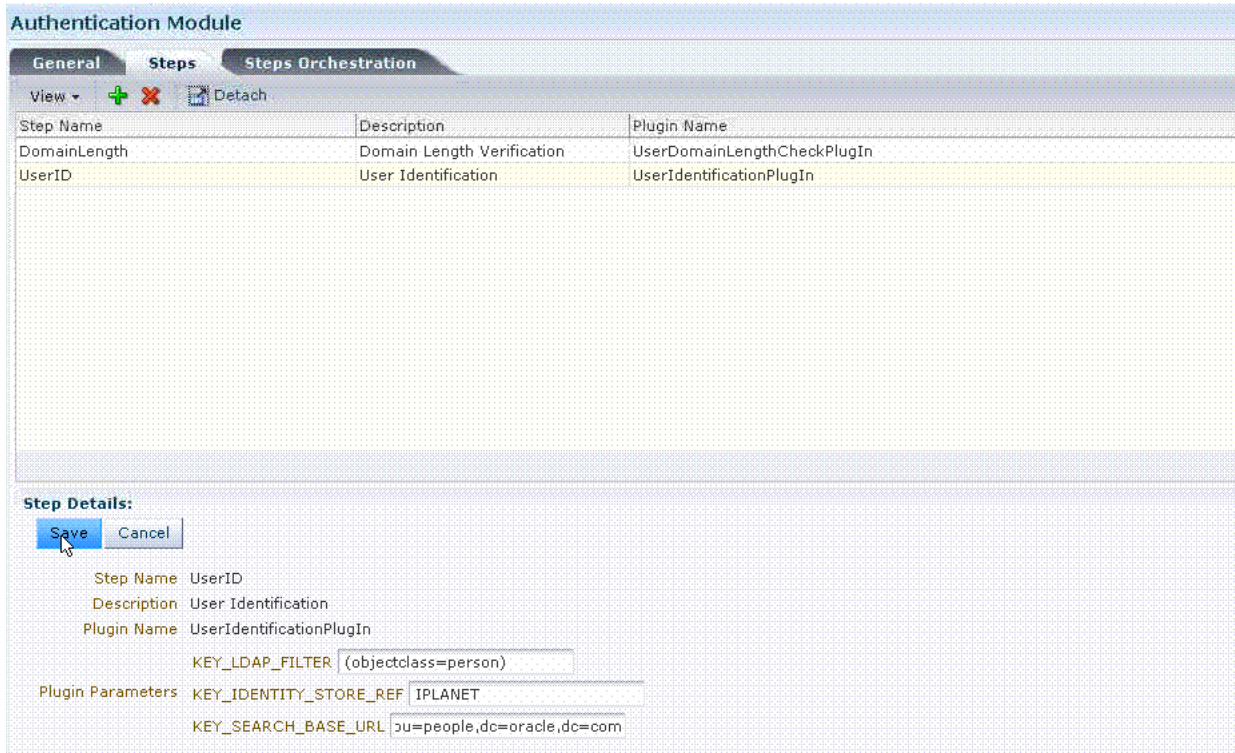 Authentication Module
General Steps Steps Orchestration
View Detach
Step Name Description Plugin Name
DomainLength Domain Length Verification UserDomainLengthCheckPlugIn
UserID User Identification UserIdentificationPlugIn
Step Details:
Save Cancel
Step Name UserID
Description User Identification
Plugin Name UserIdentificationPlugIn
KEY_LDAP_FILTER (objectclass=person)
Plugin Parameters KEY_IDENTITY_STORE_REF IPLANET
KEY_SEARCH_BASE_URL ou=people,dc=oracle,dc=com